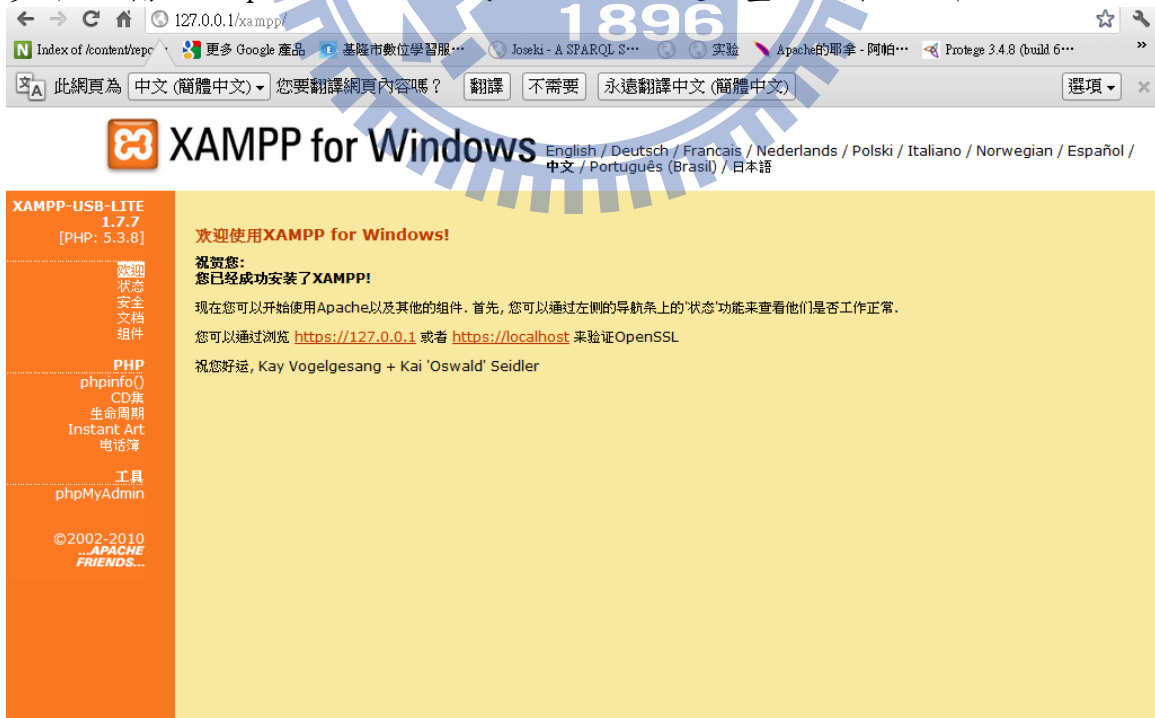 1896
127.0.0.1/xampp/
Index of /content/repo 更多 Google 產品 基隆市數位學習服… Joseki - A SPARQL S… 实验 Apache的耶拿 - 阿帕… Protege 3.4.8 (build 6… »
此網頁為 中文 (簡體中文) 您要翻譯網頁內容嗎? 翻譯 不需要 永遠翻譯中文 (簡體中文) 選項
XAMPP for Windows
English / Deutsch / Francais / Nederlands / Polski / Italiano / Norwegian / Español /
中文 / Português (Brasil) / 日本語
XAMPP-USB-LITE
1.7.7
[PHP: 5.3.8]
欢迎
状态
安全
文档
组件
PHP
phpinfo()
CD集
生命周期
Instant Art
电话簿
工具
phpMyAdmin
©2002-2010
...APACHE
FRIENDS...
欢迎使用XAMPP for Windows!
祝贺您:
您已经成功安装了XAMPP!
现在您可以开始使用Apache以及其他的组件. 首先, 您可以通过左侧的导航条上的'状态'功能来查看他们是否工作正常.
您可以通过浏览 https://127.0.0.1 或者 https://localhost 来验证OpenSSL
祝您好运, Kay Vogelgesang + Kai 'Oswald' Seidler